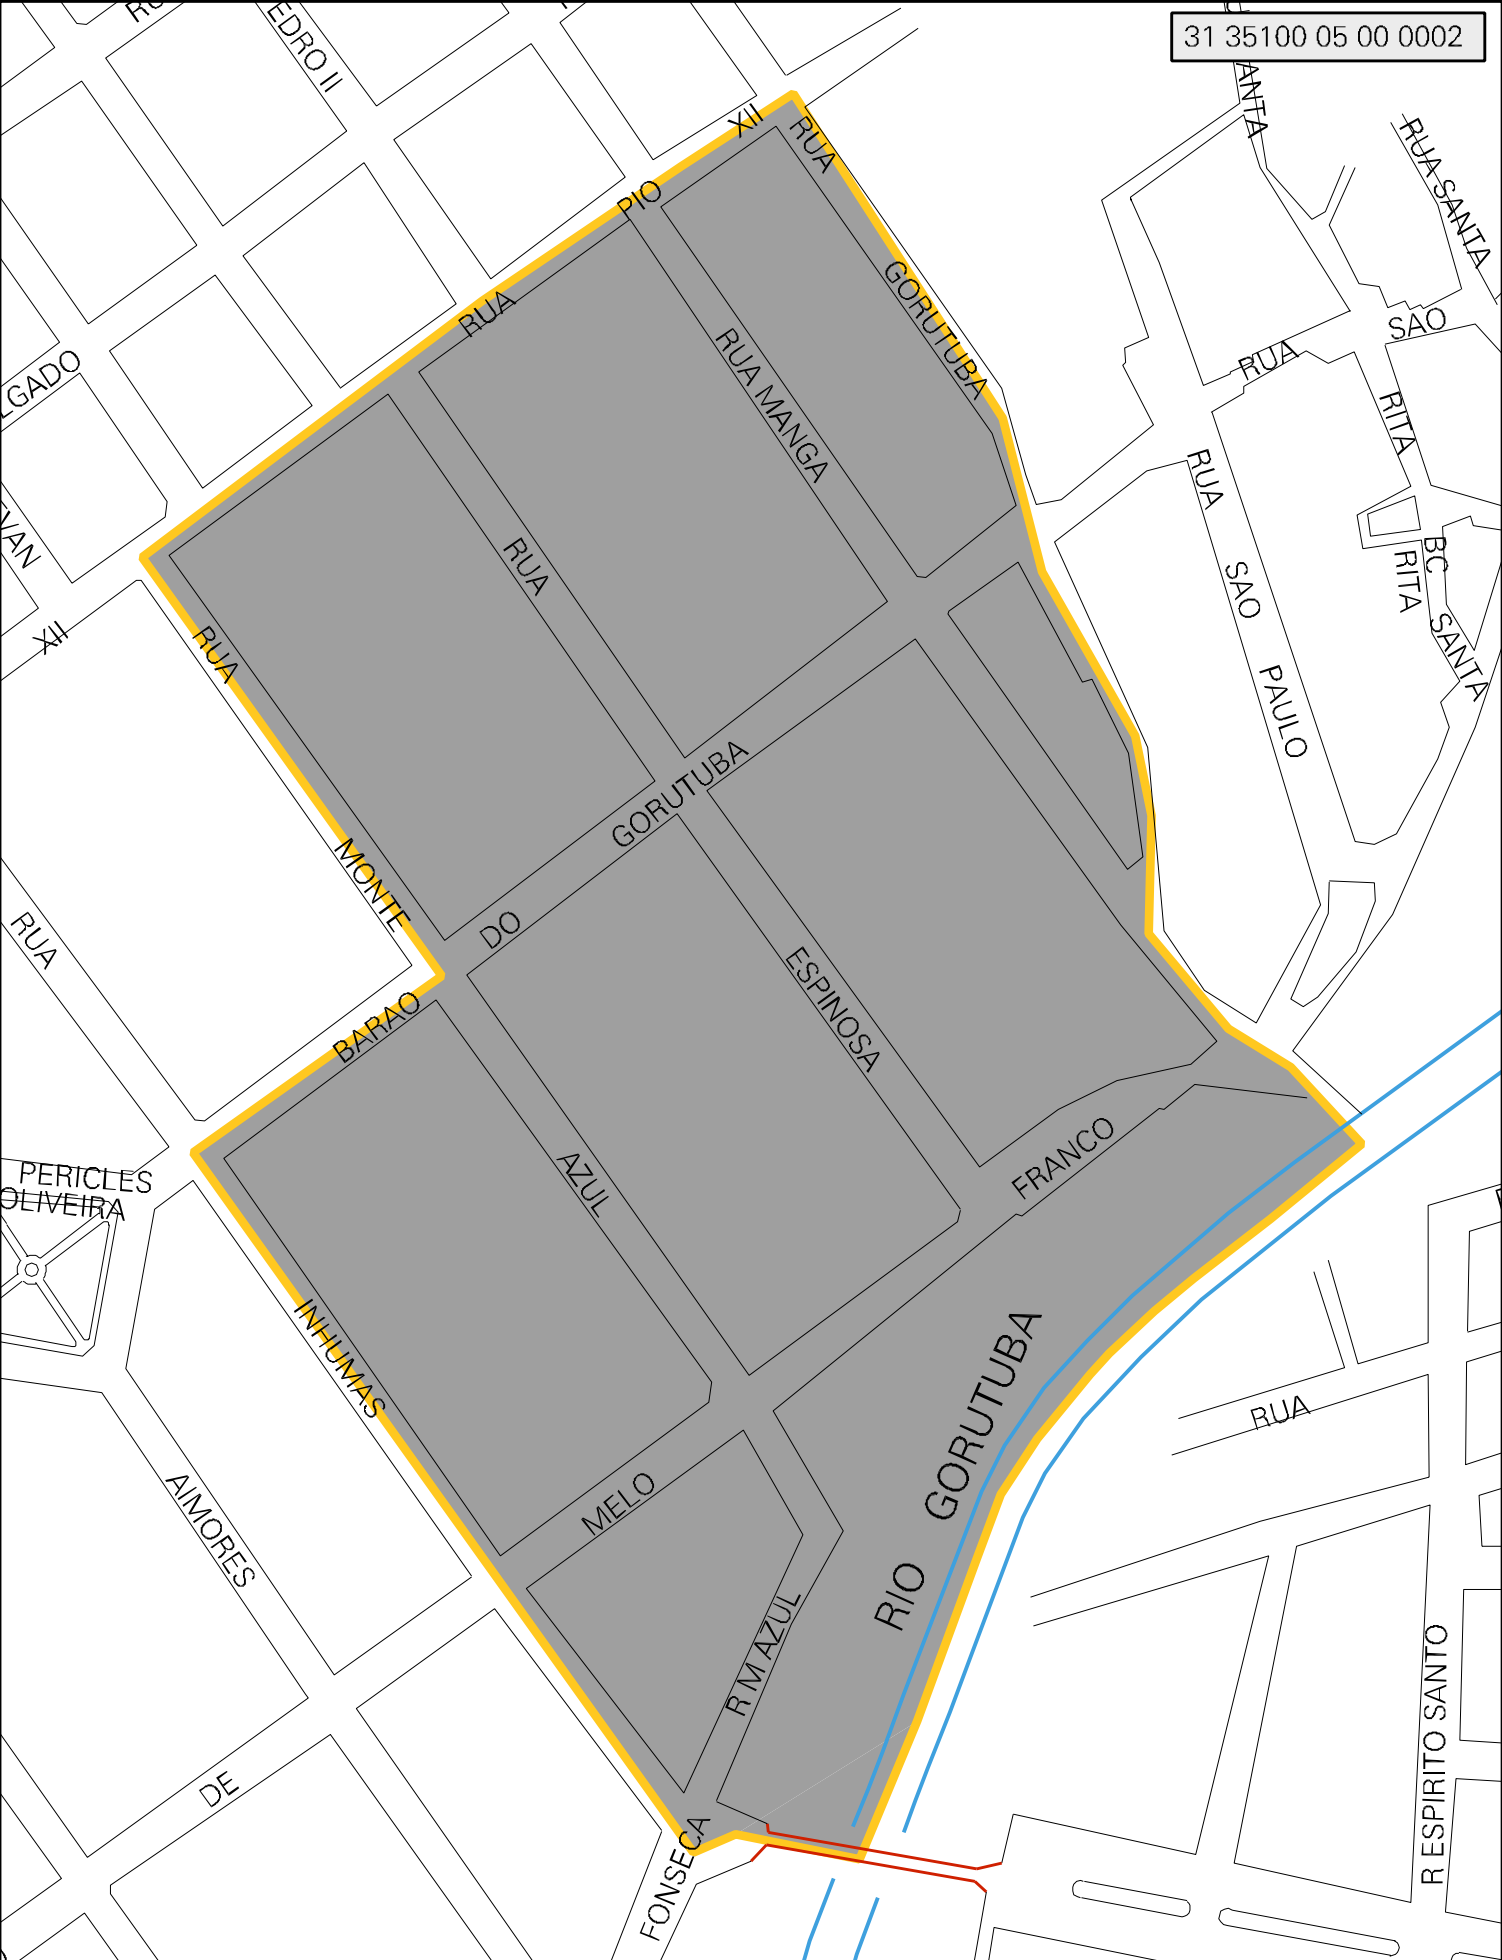 31 35100 05 00 0002
EDRO II
XII
RUA
ANTA
RUA SANTA
PIO
RUA
GORUTUBA
RUA MANGA
SAO
RUA
LGADO
RITA
RUA
VAN
RUA
BC
RITA
SAO
XII
RUA
SANTA
PAULO
GORUTUBA
MONTE
DO
RUA
ESPINOSA
BARAO
FRANCO
PERICLES
OLIVEIRA
AZUL
INHUMAS
GORUTUBA
RIO
RUA
AIMORES
MELO
R M AZUL
R ESPIRITO SANTO
DE
FONSECA